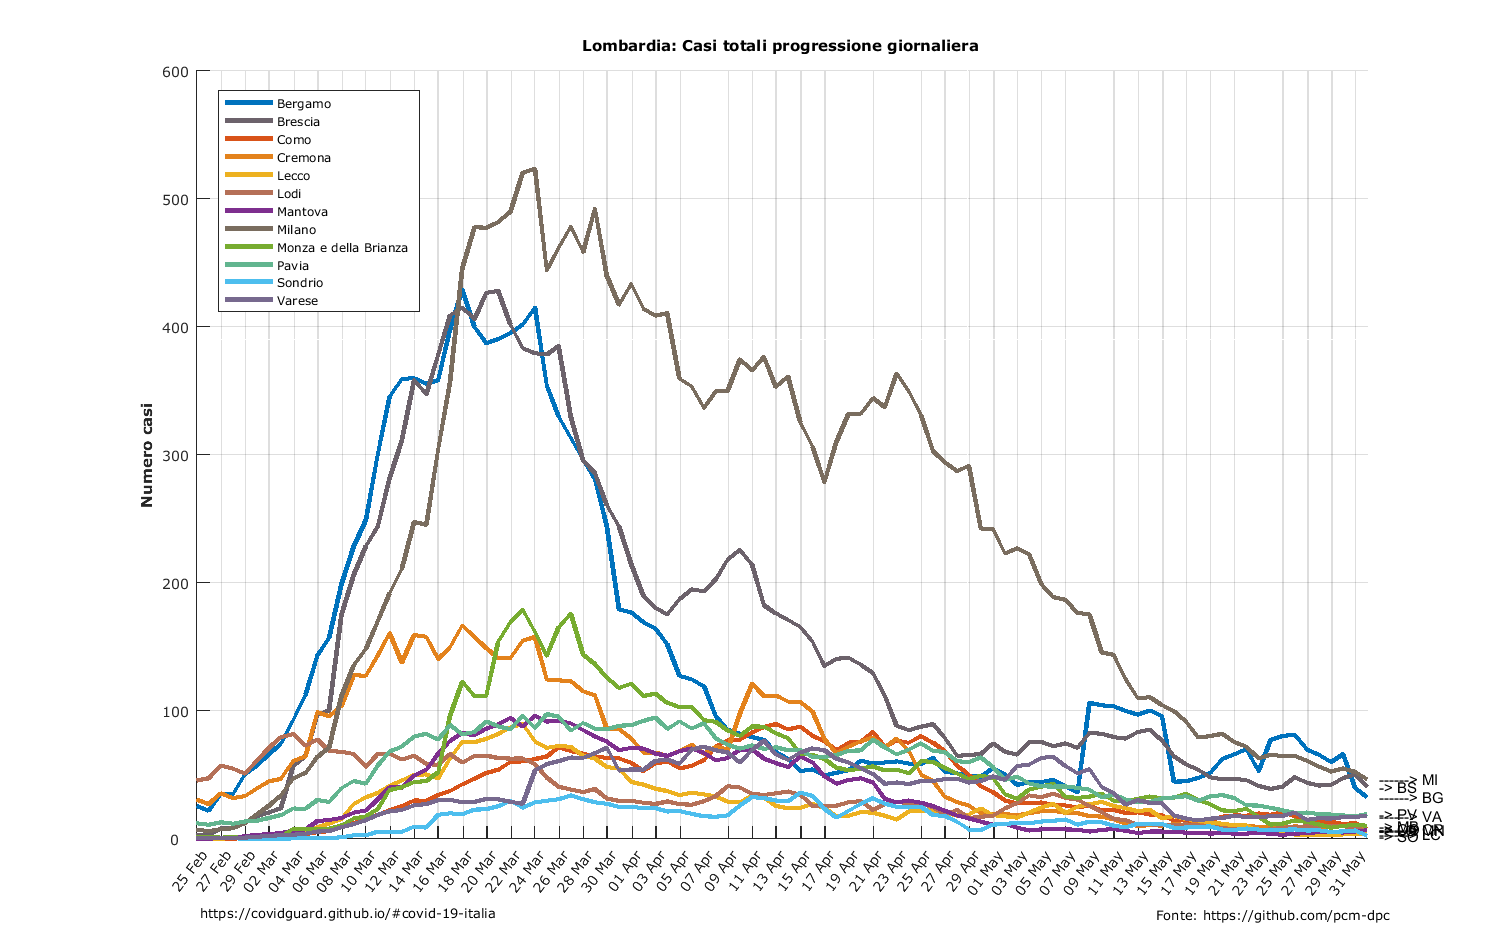 Lombardia: Casi totali progressione giornaliera
600
500
400
300
200
100
0
Numero casi
Bergamo
Brescia
Como
Cremona
Lecco
Lodi
Mantova
Milano
Monza e della Brianza
Pavia
Sondrio
Varese
------> MI
-> BS
------> BG
-> PV
------> VA
-> SO
LC
25 Feb
27 Feb
29 Feb
02 Mar
04 Mar
06 Mar
08 Mar
10 Mar
12 Mar
14 Mar
16 Mar
18 Mar
20 Mar
22 Mar
24 Mar
26 Mar
28 Mar
30 Mar
01 Apr
03 Apr
05 Apr
07 Apr
09 Apr
11 Apr
13 Apr
15 Apr
17 Apr
19 Apr
21 Apr
23 Apr
25 Apr
27 Apr
29 Apr
01 May
03 May
05 May
07 May
09 May
11 May
13 May
15 May
17 May
19 May
21 May
23 May
25 May
27 May
29 May
31 May
https://covidguard.github.io/#covid-19-italia
Fonte: https://github.com/pcm-dpc